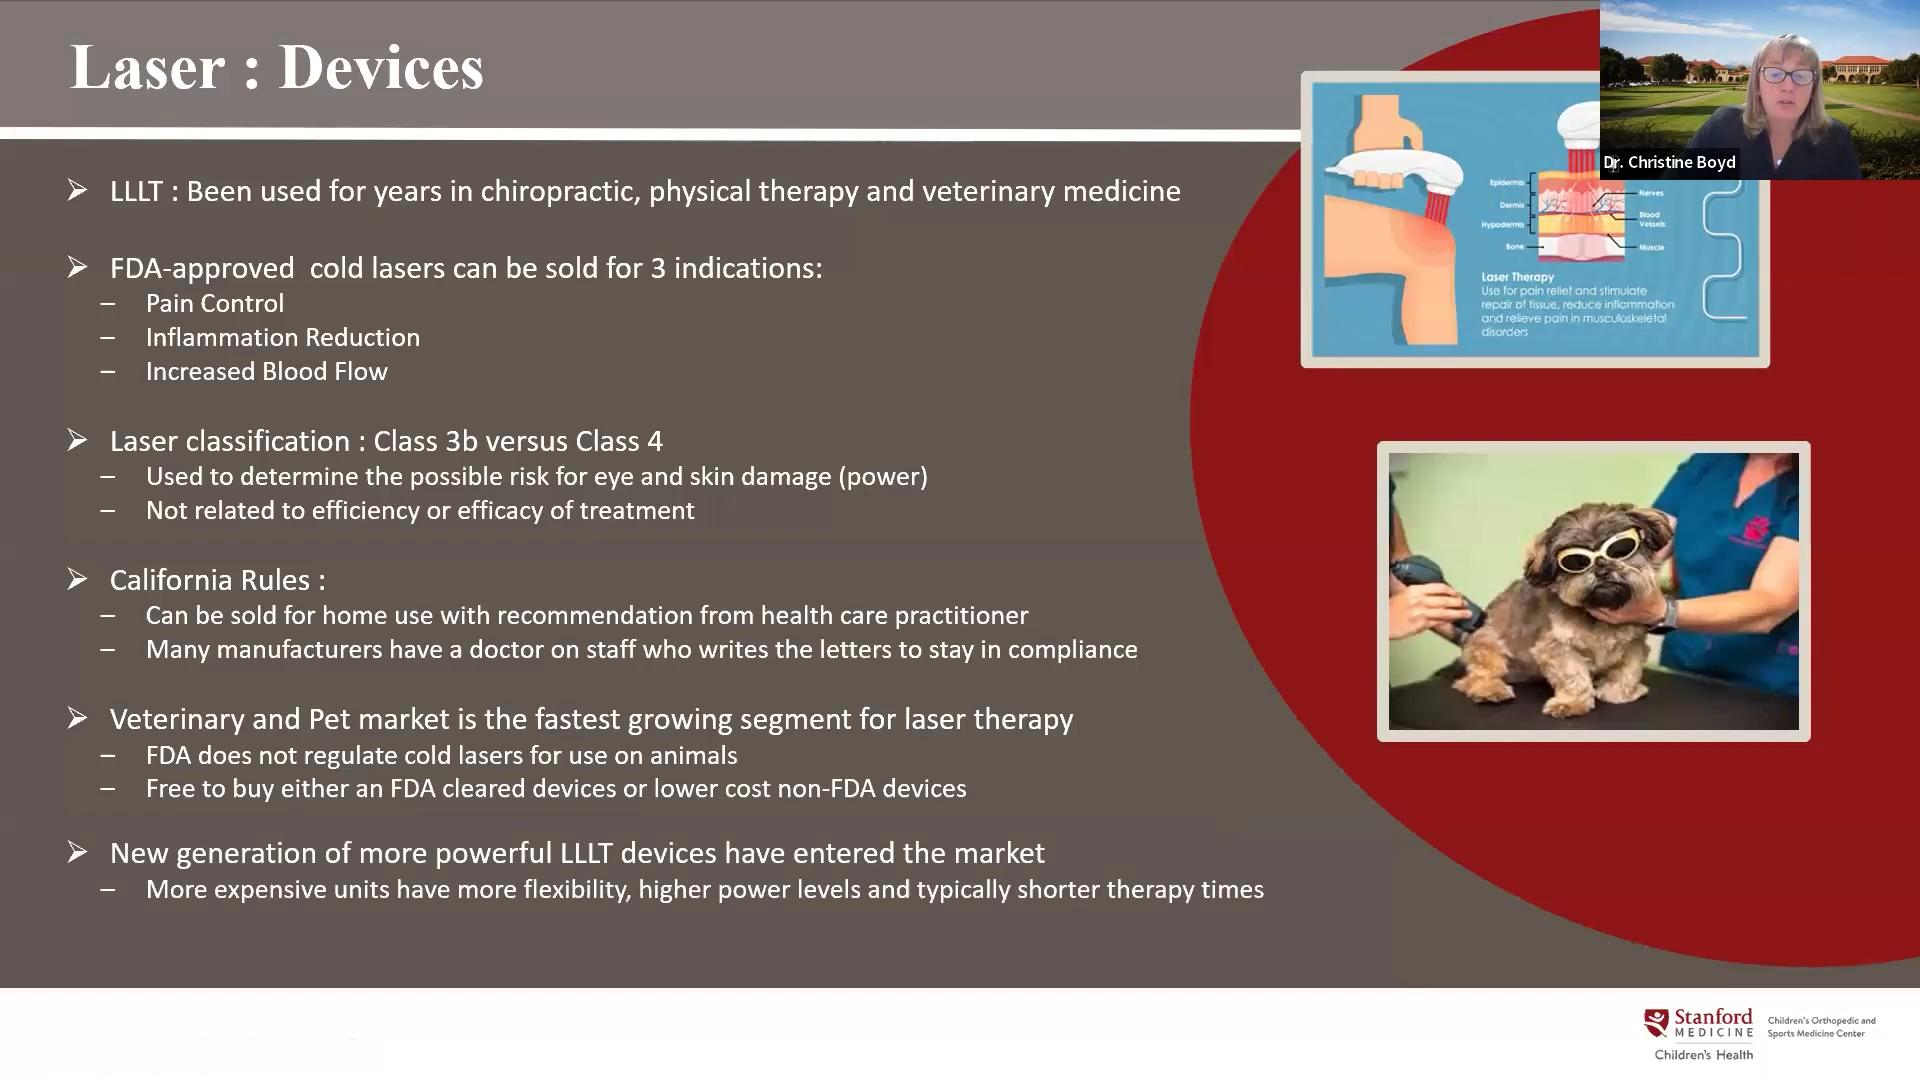 Laser : Devices
➢ LLLT : Been used for years in chiropractic, physical therapy and veterinary medicine
➢ FDA-approved  cold lasers can be sold for 3 indications:
– Pain Control
– Inflammation Reduction
– Increased Blood Flow
➢ Laser classification : Class 3b versus Class 4
– Used to determine the possible risk for eye and skin damage (power)
– Not related to efficiency or efficacy of treatment
➢ California Rules :
– Can be sold for home use with recommendation from health care practitioner
– Many manufacturers have a doctor on staff who writes the letters to stay in compliance
➢ Veterinary and Pet market is the fastest growing segment for laser therapy
– FDA does not regulate cold lasers for use on animals
– Free to buy either an FDA cleared devices or lower cost non-FDA devices
➢ New generation of more powerful LLLT devices have entered the market
– More expensive units have more flexibility, higher power levels and typically shorter therapy times
Dr. Christine Boyd
Epidermis
Dermis
Hypodermis
Bone
Nerves
Blood
Vessels
Muscle
Laser Therapy
Use for pain relief and stimulate
repair of tissue, reduce inflammation
and relieve pain in musculoskeletal
disorders
Stanford
MEDICINE
Children's Health
Children's Orthopedic and
Sports Medicine Center